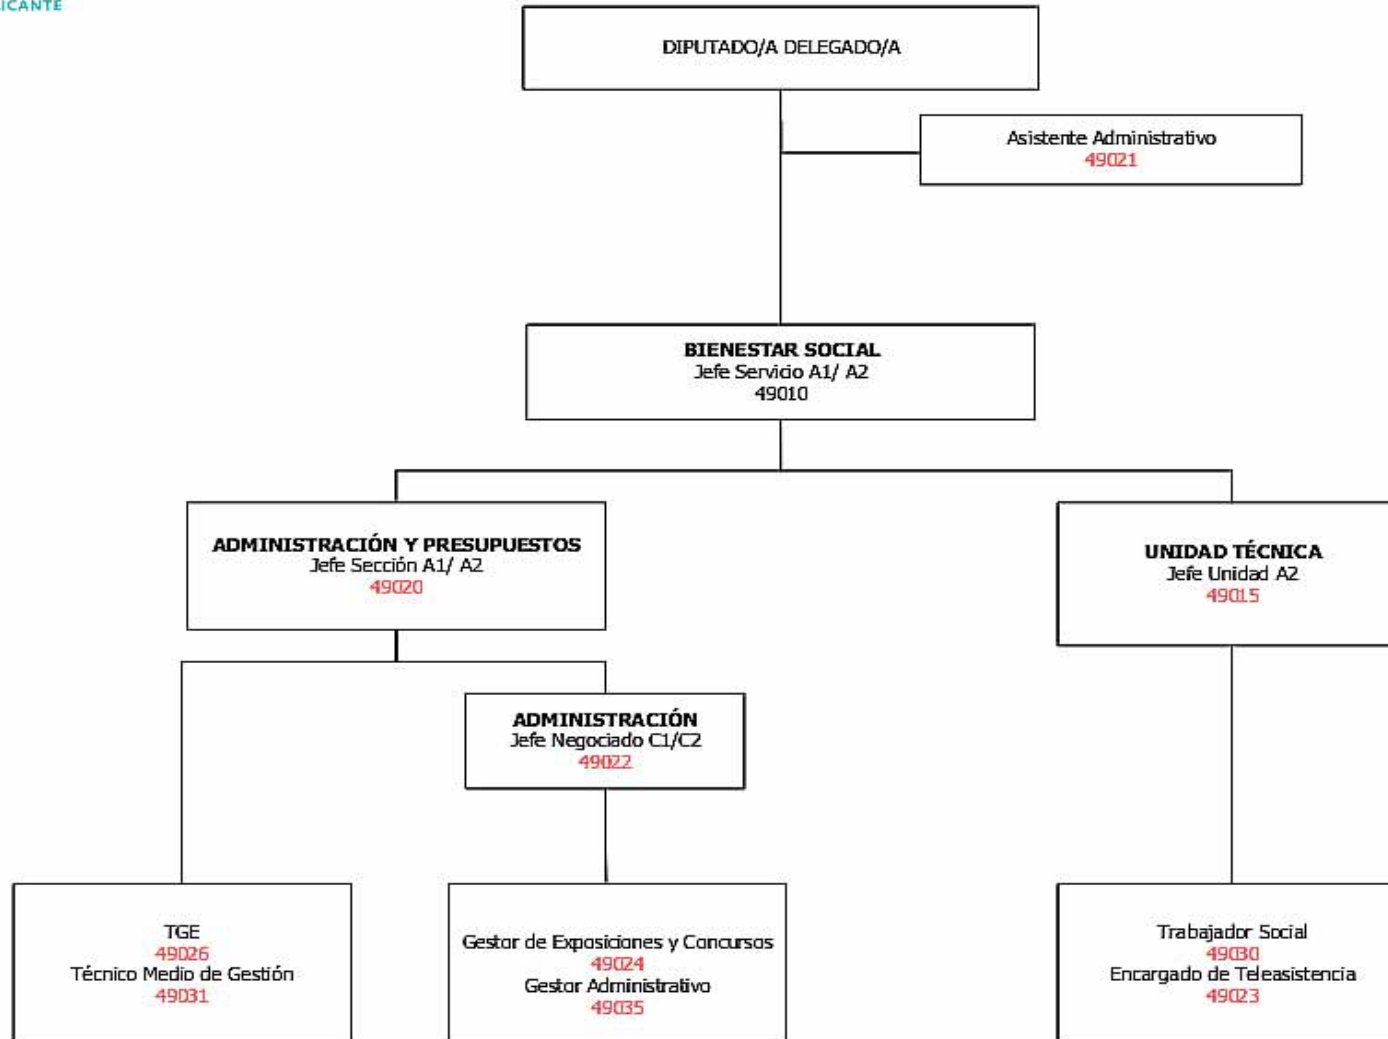 ICANTE
DIPUTADO/A DELEGADO/A
Asistente Administrativo
49021
BIENESTAR SOCIAL
Jefe Servicio A1/ A2
49010
ADMINISTRACIÓN Y PRESUPUESTOS
Jefe Sección A1/ A2
49020
UNIDAD TÉCNICA
Jefe Unidad A2
49015
ADMINISTRACIÓN
Jefe Negociado C1/C2
49022
TGE
49026
Técnico Medio de Gestión
49031
Gestor de Exposiciones y Concursos
49024
Gestor Administrativo
49035
Trabajador Social
49030
Encargado de Teleasistencia
49023